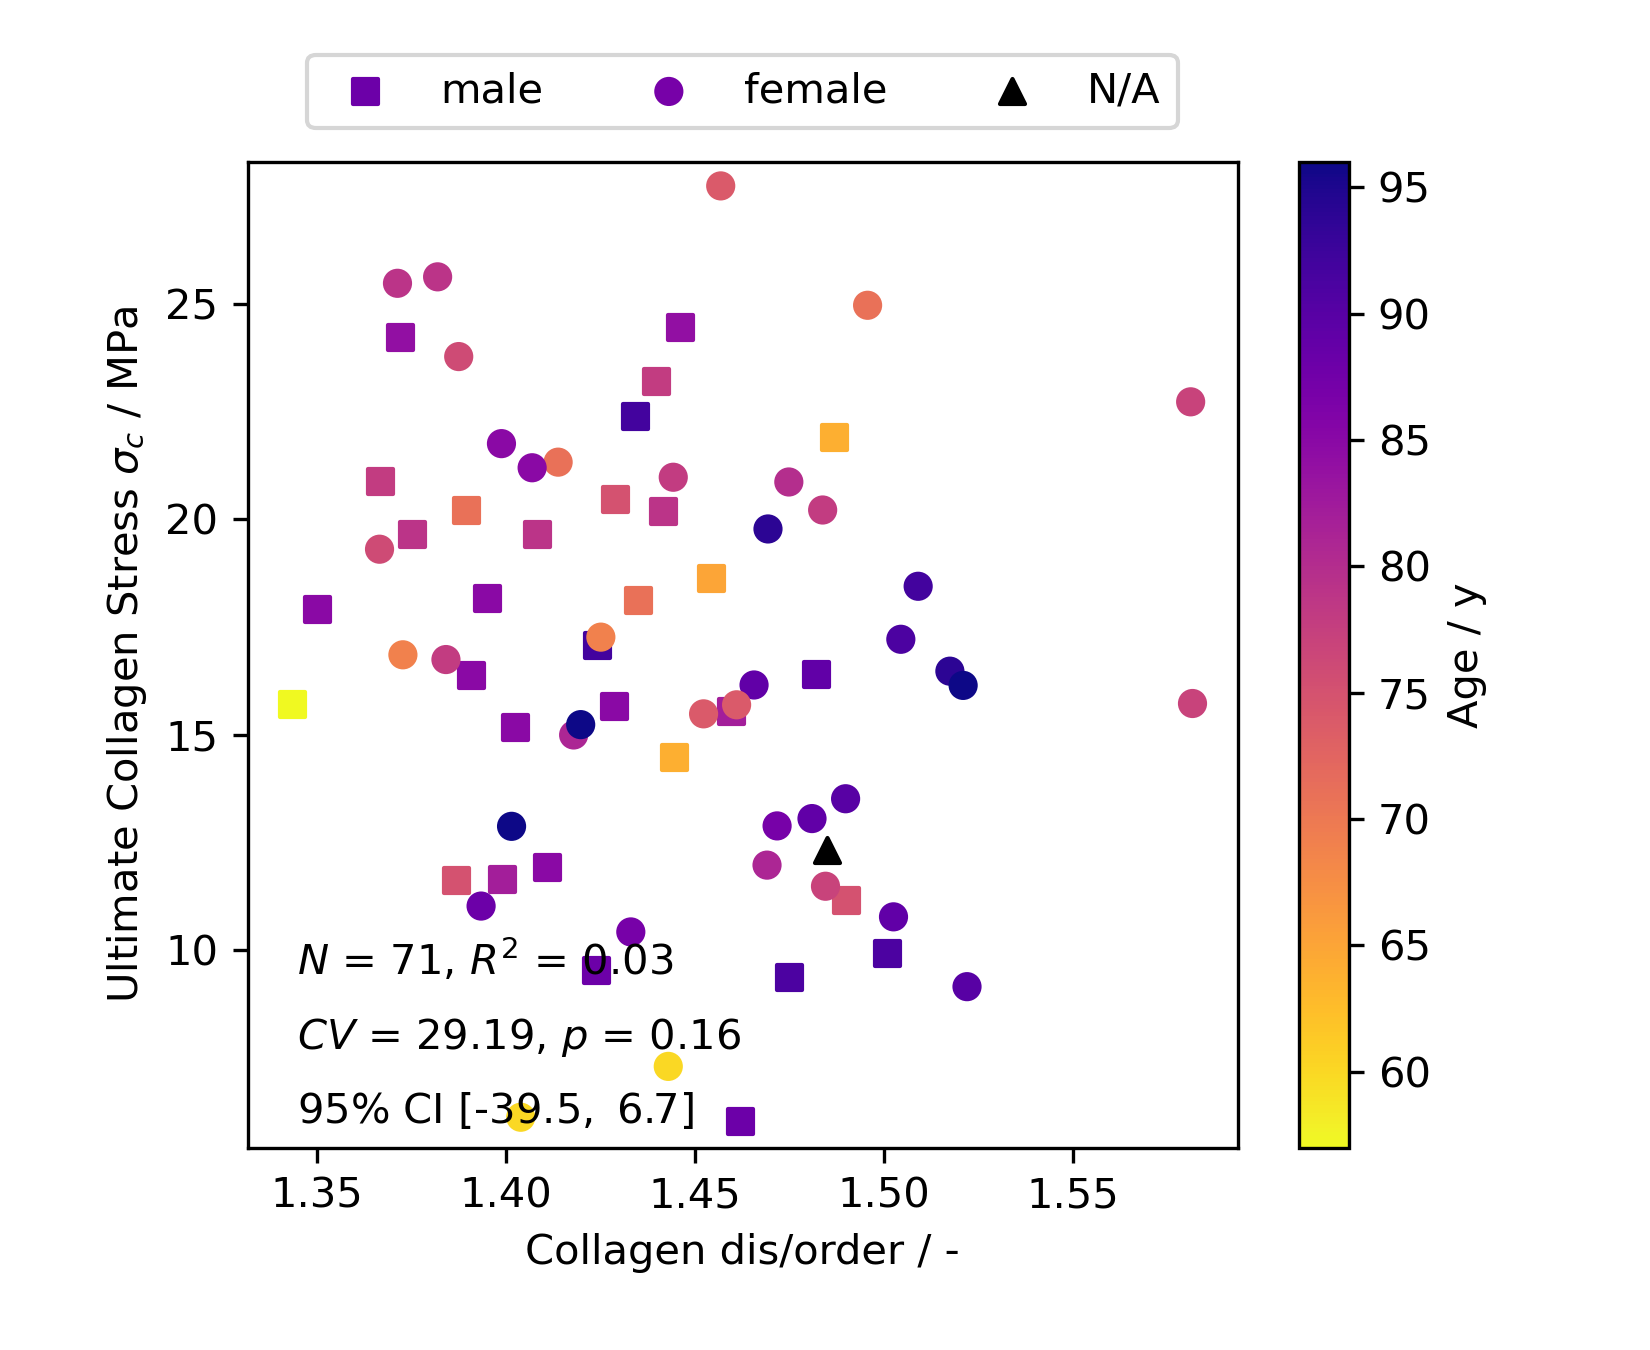 male female N/A
25
20
15
10
Ultimate Collagen Stress σc / MPa
N = 71, R² = 0.03
CV = 29.19, p = 0.16
95% CI [-39.5, 6.7]
1.35 1.40 1.45 1.50 1.55
Collagen dis/order / -
95
90
85
80
75
70
65
60
Age / y